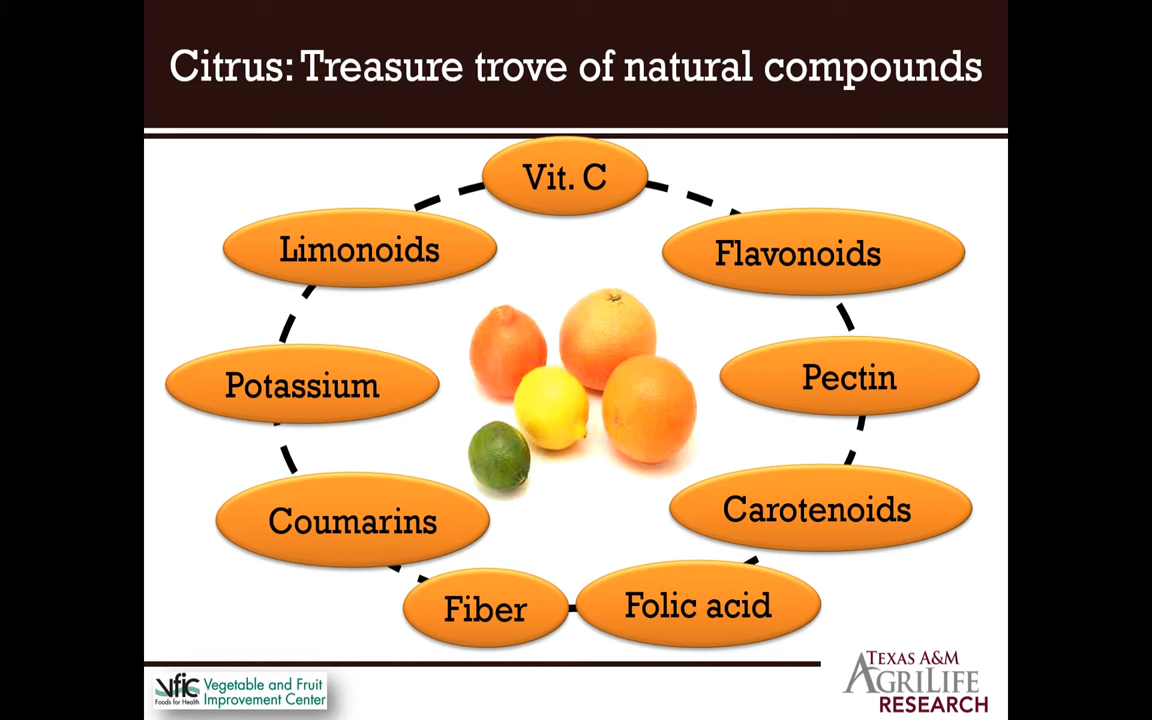 Citrus: Treasure trove of natural compounds
Vit. C
Limonoids
Flavonoids
Potassium
Pectin
Coumarins
Carotenoids
Fiber
Folic acid
vfic
Foods for Health
Vegetable and Fruit
Improvement Center
TEXAS A&M
AGRILIFE
RESEARCH